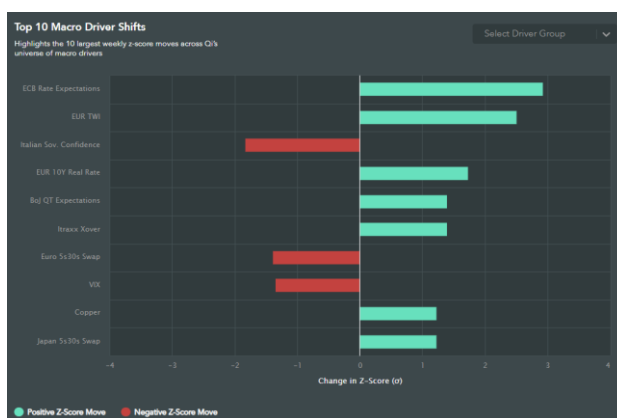 Top 10 Macro Driver Shifts
Highlights the 10 largest weekly z-score moves across Qi's
universe of macro drivers
Select Driver Group
ECB Rate Expectations
EUR TWI
Italian Sov. Confidence
EUR 10Y Real Rate
BoJ QT Expectations
Itraxx Xover
Euro 5s30s Swap
VIX
Copper
Japan 5s30s Swap
-4 -3 -2 -1 0 1 2 3 4
Change in Z-Score (σ)
Positive Z-Score Move Negative Z-Score Move